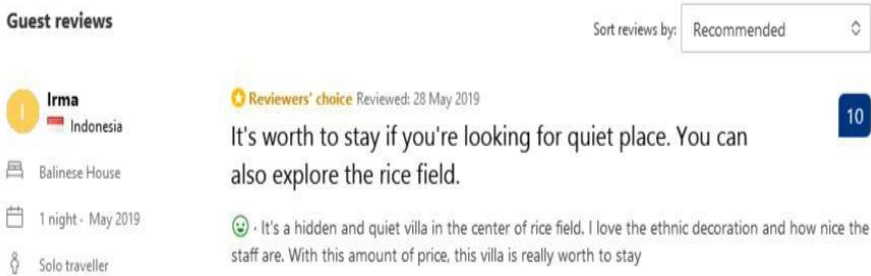 Guest reviews
Sort reviews by: Recommended
I
Irma
Indonesia
Balinese House
1 night · May 2019
Solo traveller
Reviewers' choice Reviewed: 28 May 2019
10
It's worth to stay if you're looking for quiet place. You can
also explore the rice field.
· It's a hidden and quiet villa in the center of rice field. I love the ethnic decoration and how nice the
staff are. With this amount of price, this villa is really worth to stay